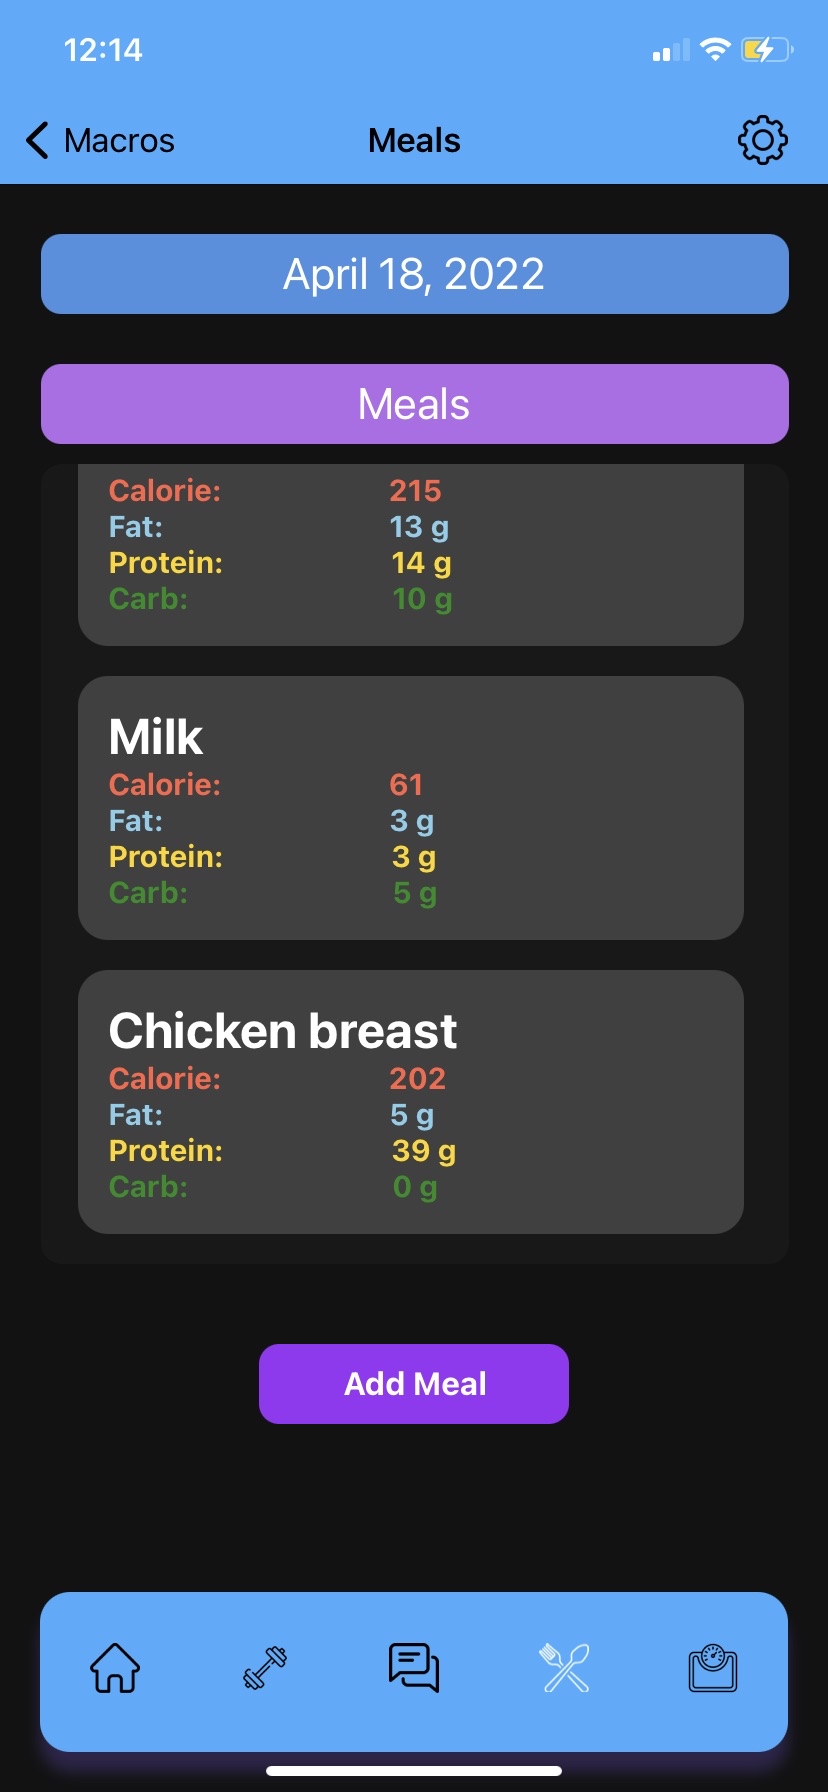 12:14
Macros
Meals
April 18, 2022
Meals
Calorie: 215
Fat: 13 g
Protein: 14 g
Carb: 10 g
Milk
Calorie: 61
Fat: 3 g
Protein: 3 g
Carb: 5 g
Chicken breast
Calorie: 202
Fat: 5 g
Protein: 39 g
Carb: 0 g
Add Meal